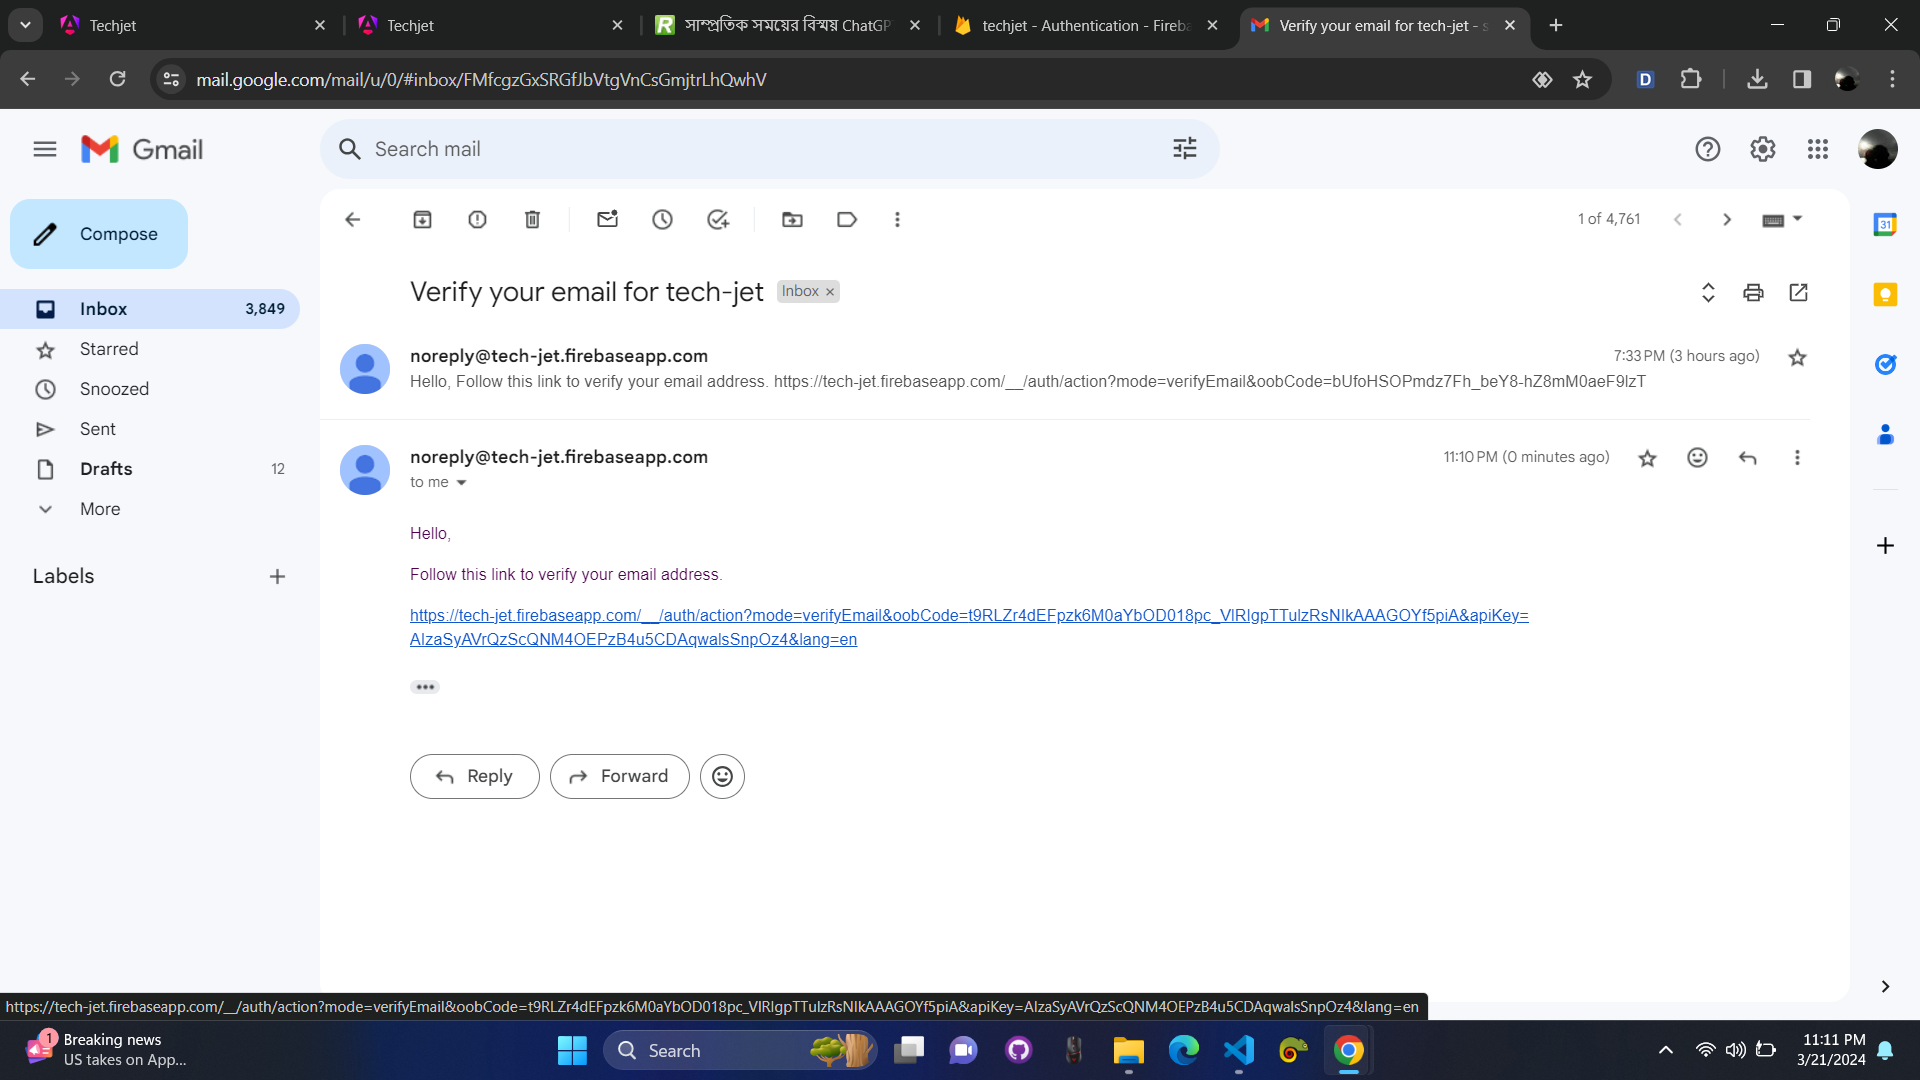 Techjet
Techjet
সাম্প্রতিক সময়ের বিস্ময় ChatGP
techjet - Authentication - Fireba
Verify your email for tech-jet - s
mail.google.com/mail/u/0/#inbox/FMfcgzGxSRGfJbVtgVnCsGmjtrLhQwhV
Gmail
Search mail
Compose
1 of 4,761
Inbox 3,849
Starred
Snoozed
Sent
Drafts 12
More
Labels
Verify your email for tech-jet Inbox ×
noreply@tech-jet.firebaseapp.com 7:33 PM (3 hours ago)
Hello, Follow this link to verify your email address. https://tech-jet.firebaseapp.com/__/auth/action?mode=verifyEmail&oobCode=bUfoHSOPmdz7Fh_beY8-hZ8mM0aeF9lzT
noreply@tech-jet.firebaseapp.com 11:10 PM (0 minutes ago)
to me
Hello,
Follow this link to verify your email address.
https://tech-jet.firebaseapp.com/__/auth/action?mode=verifyEmail&oobCode=t9RLZr4dEFpzk6M0aYbOD018pc_VlRlgpTTulzRsNlkAAAGOYf5piA&apiKey=
AIzaSyAVrQzScQNM4OEPzB4u5CDAqwalsSnpOz4&lang=en
Reply
Forward
31
https://tech-jet.firebaseapp.com/__/auth/action?mode=verifyEmail&oobCode=t9RLZr4dEFpzk6M0aYbOD018pc_VlRlgpTTulzRsNlkAAAGOYf5piA&apiKey=AIzaSyAVrQzScQNM4OEPzB4u5CDAqwalsSnpOz4&lang=en
1
Breaking news
US takes on App...
Search
11:11 PM
3/21/2024